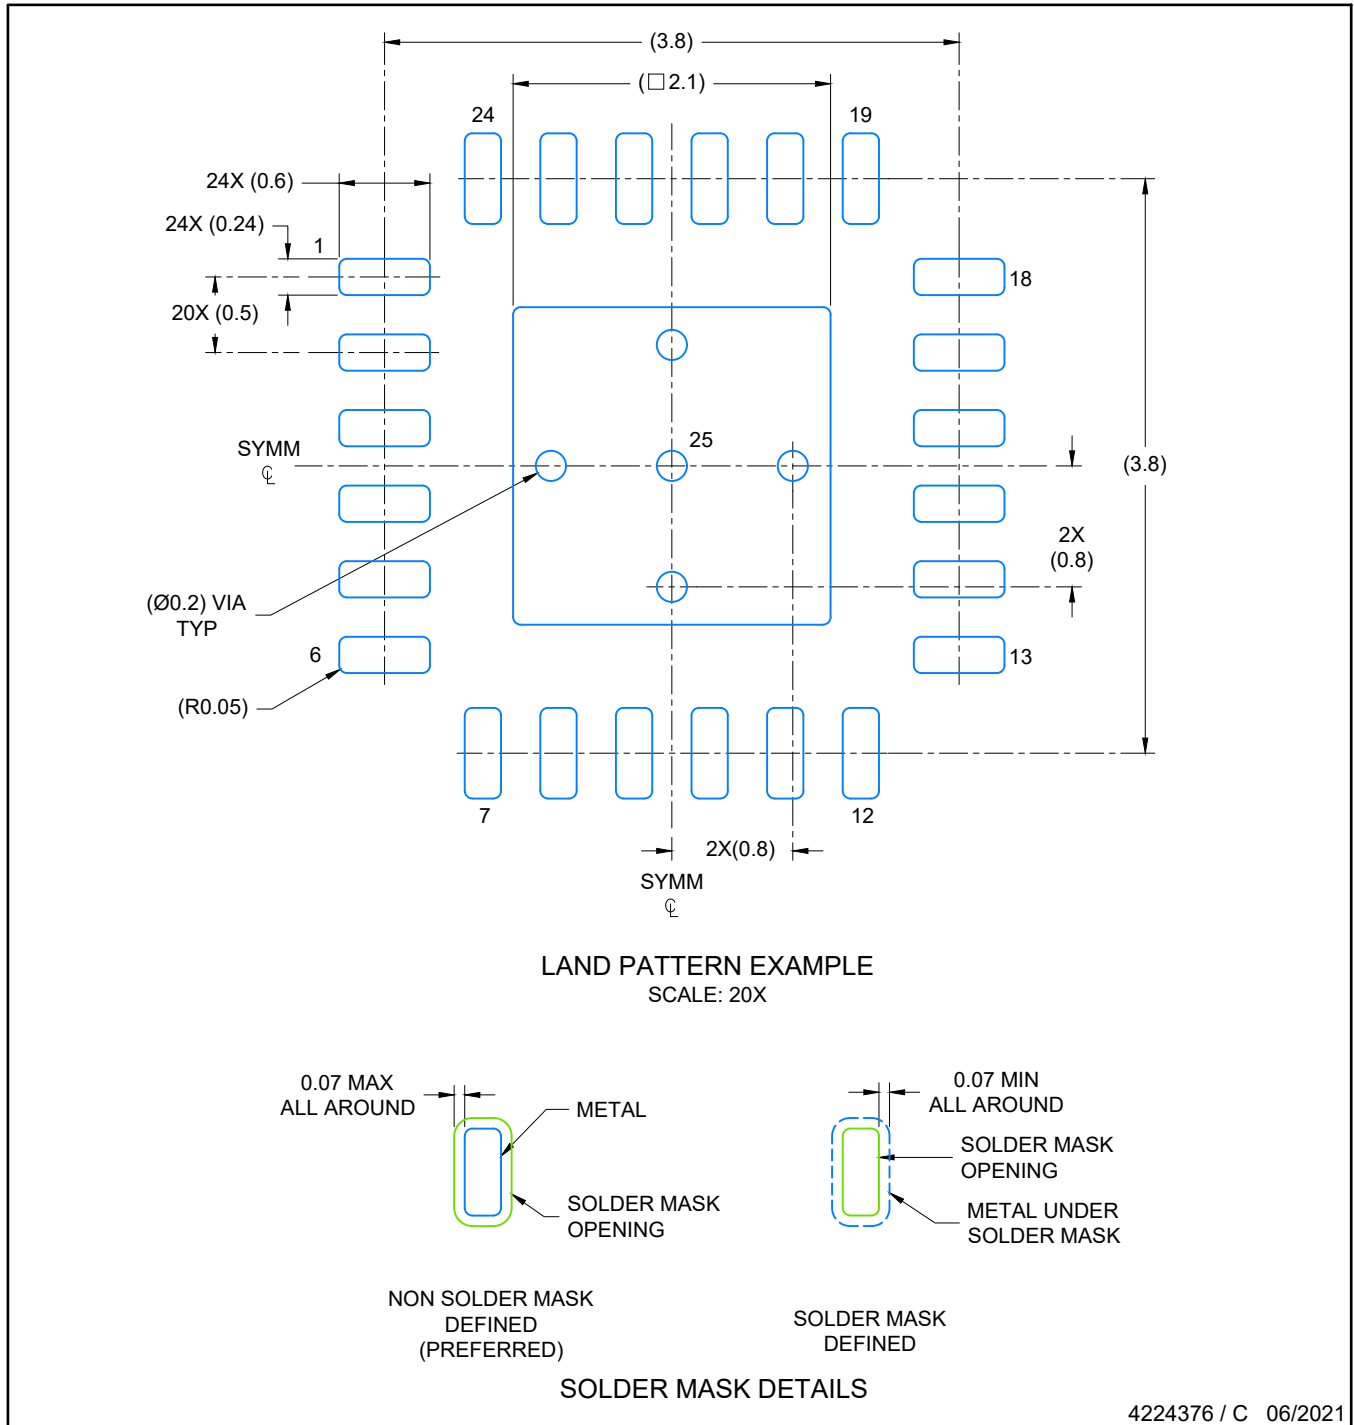 (3.8)
(□2.1)
24
19
24X (0.6)
24X (0.24)
1
18
20X (0.5)
SYMM
℄
25
(3.8)
2X
(0.8)
(Ø0.2) VIA
TYP
6
13
(R0.05)
7
12
2X(0.8)
SYMM
℄
LAND PATTERN EXAMPLE
SCALE: 20X
0.07 MAX
ALL AROUND
METAL
SOLDER MASK
OPENING
NON SOLDER MASK
DEFINED
(PREFERRED)
0.07 MIN
ALL AROUND
SOLDER MASK
OPENING
METAL UNDER
SOLDER MASK
SOLDER MASK
DEFINED
SOLDER MASK DETAILS
4224376 / C 06/2021